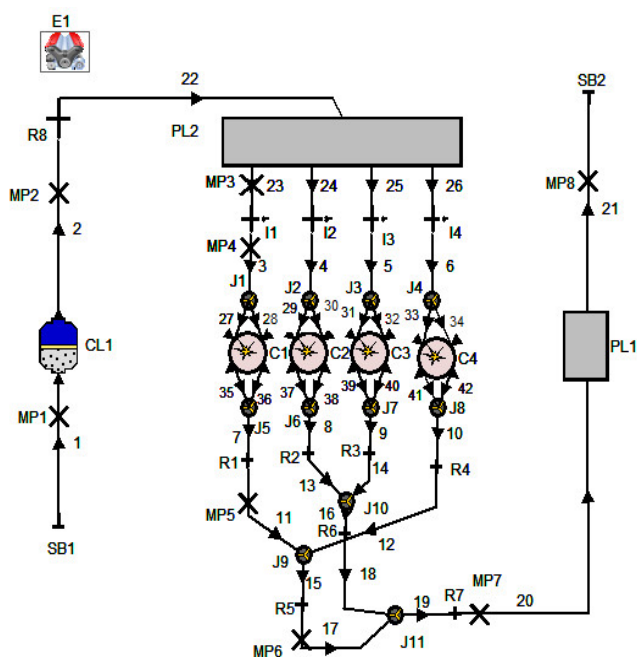 E1
22
SB2
R8
PL2
MP2
MP3
23
24
25
26
MP8
21
I1
I2
I3
I4
2
MP4
3
4
5
6
J1
J2
J3
J4
27
28
29
30
31
32
33
34
CL1
C1
C2
C3
C4
PL1
35
36
37
38
39
40
41
42
MP1
J5
J6
J7
J8
1
7
8
9
10
R1
R2
R3
R4
13
14
MP5
11
16
J10
SB1
R6
12
J9
15
18
R5
19
R7
MP7
20
17
MP6
J11